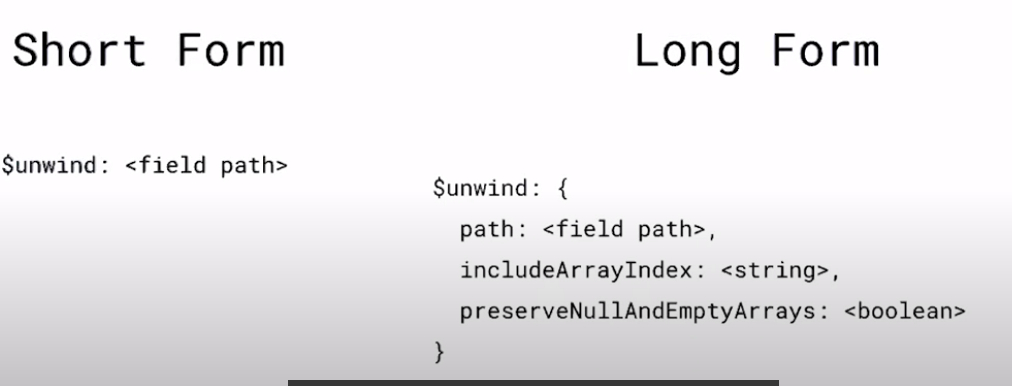 Short Form
$unwind: <field path>
Long Form
$unwind: {
path: <field path>,
includeArrayIndex: <string>,
preserveNullAndEmptyArrays: <boolean>
}